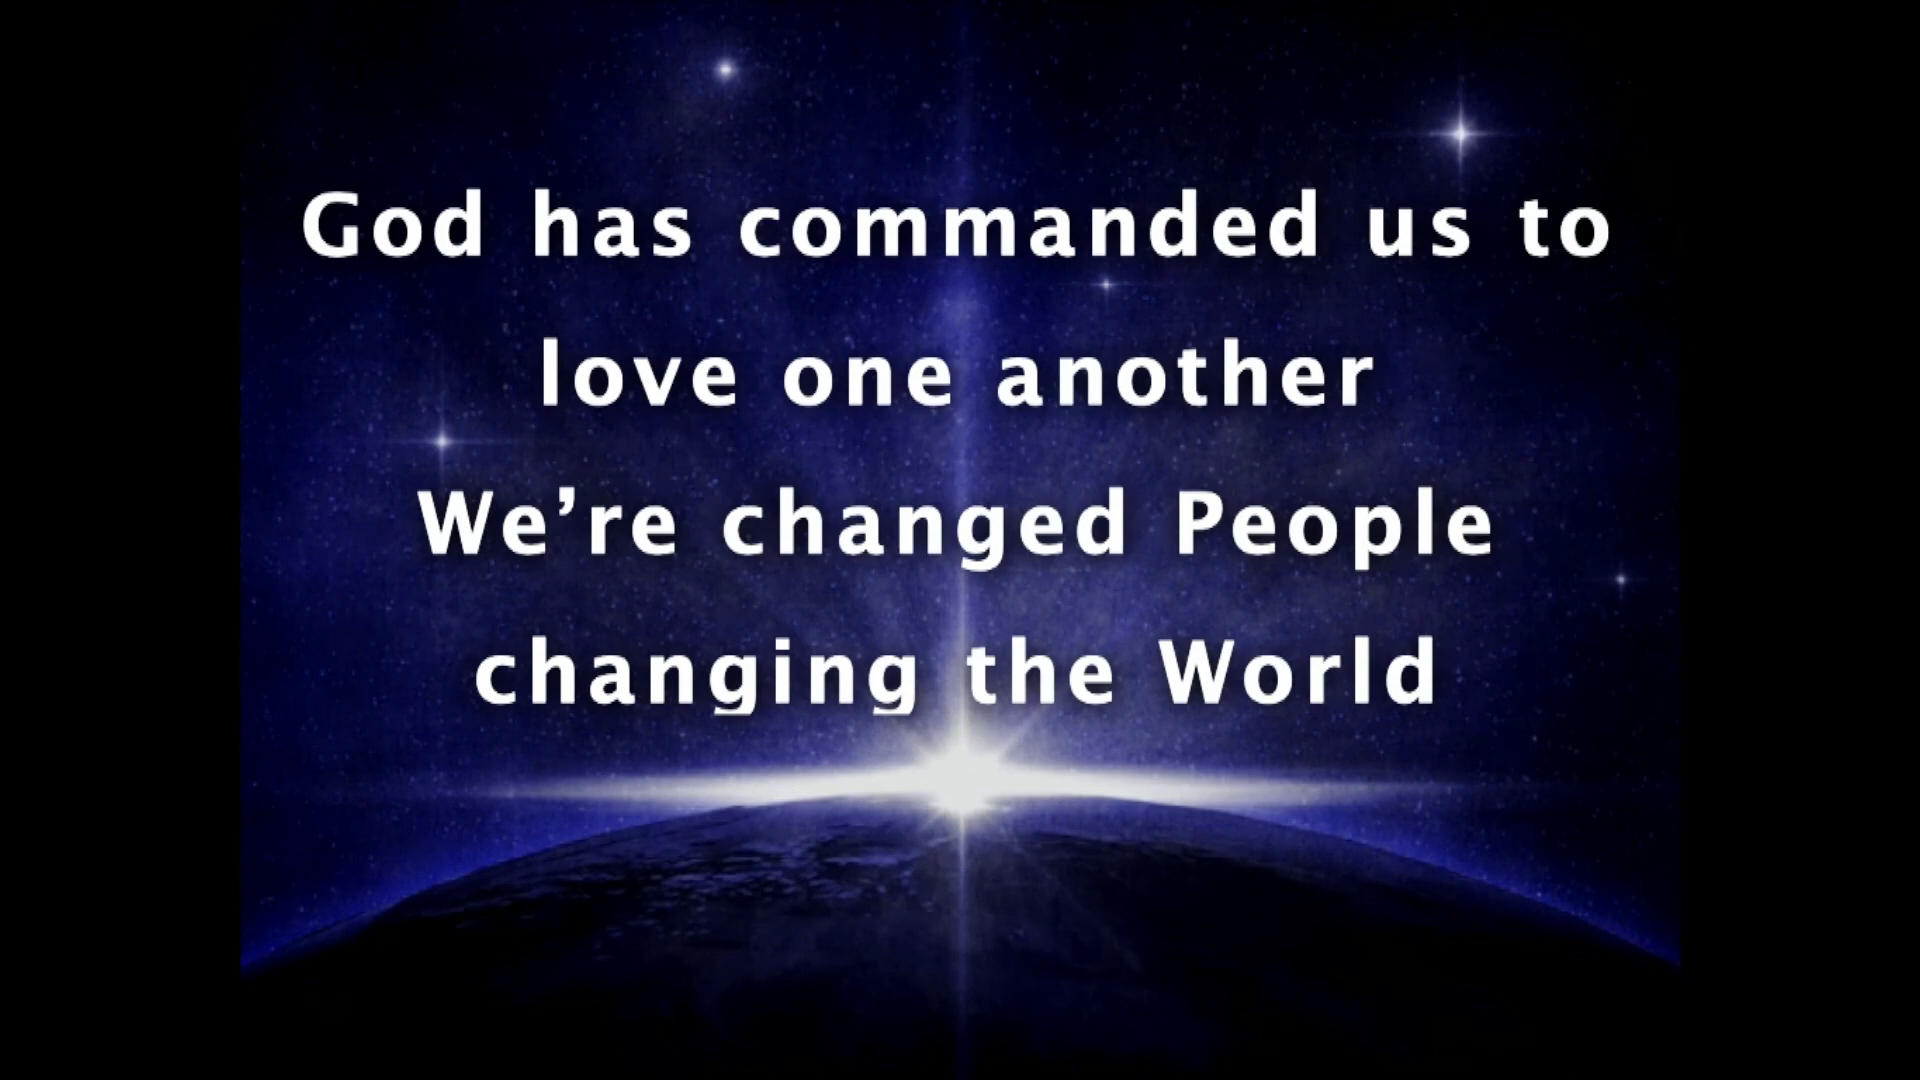 God has commanded us to
love one another
We’re changed People
changing the World